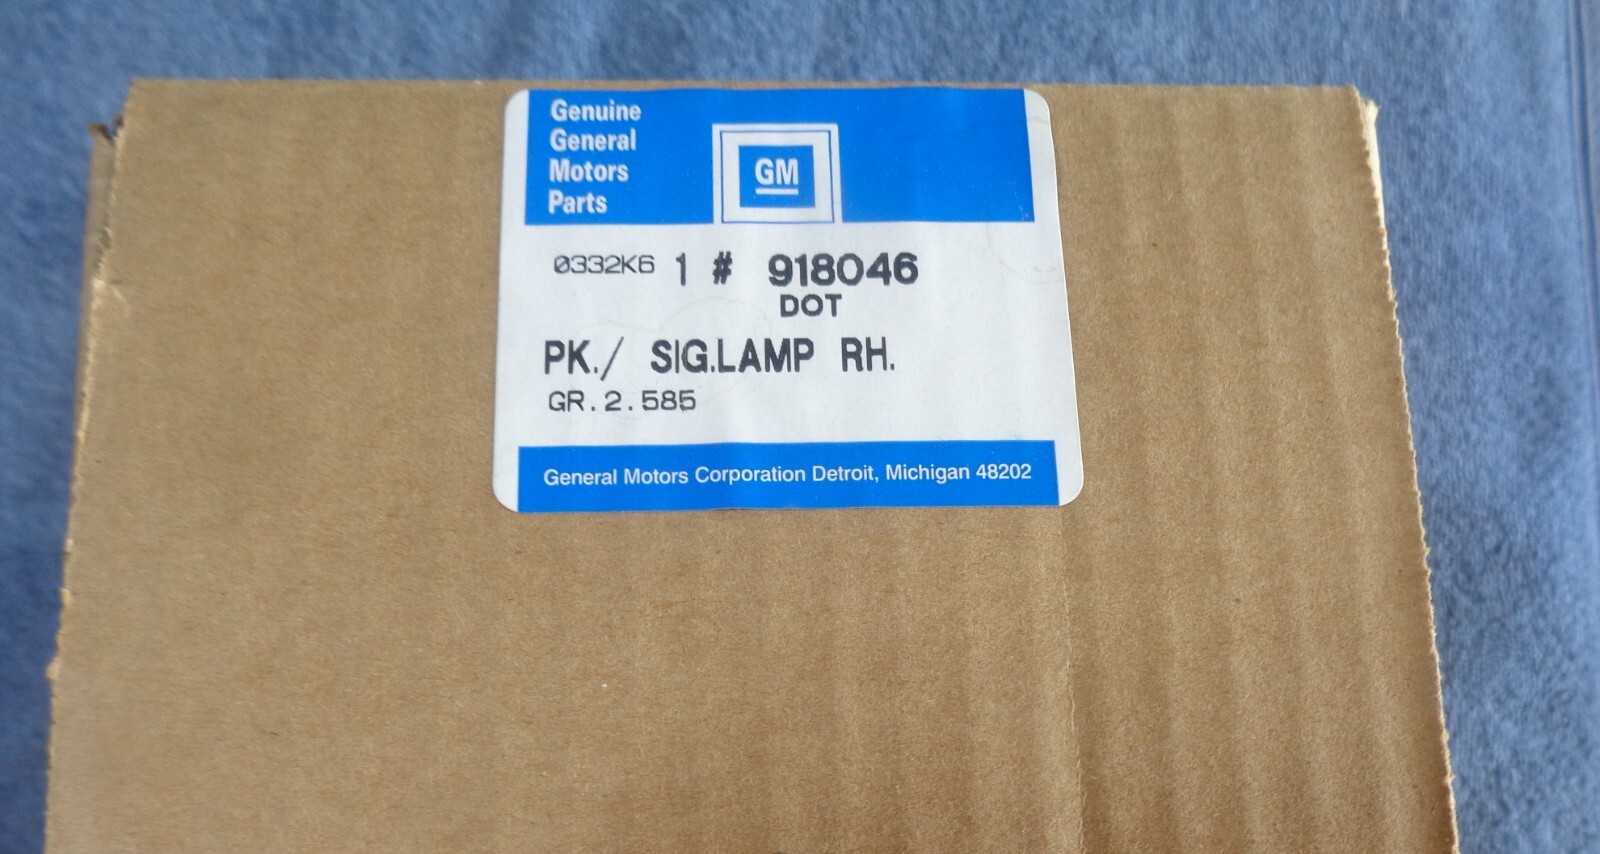 Genuine
General
Motors
Parts
GM
0332K6 1 # 918046
DOT
PK./ SIG.LAMP RH.
GR.2.585
General Motors Corporation Detroit, Michigan 48202